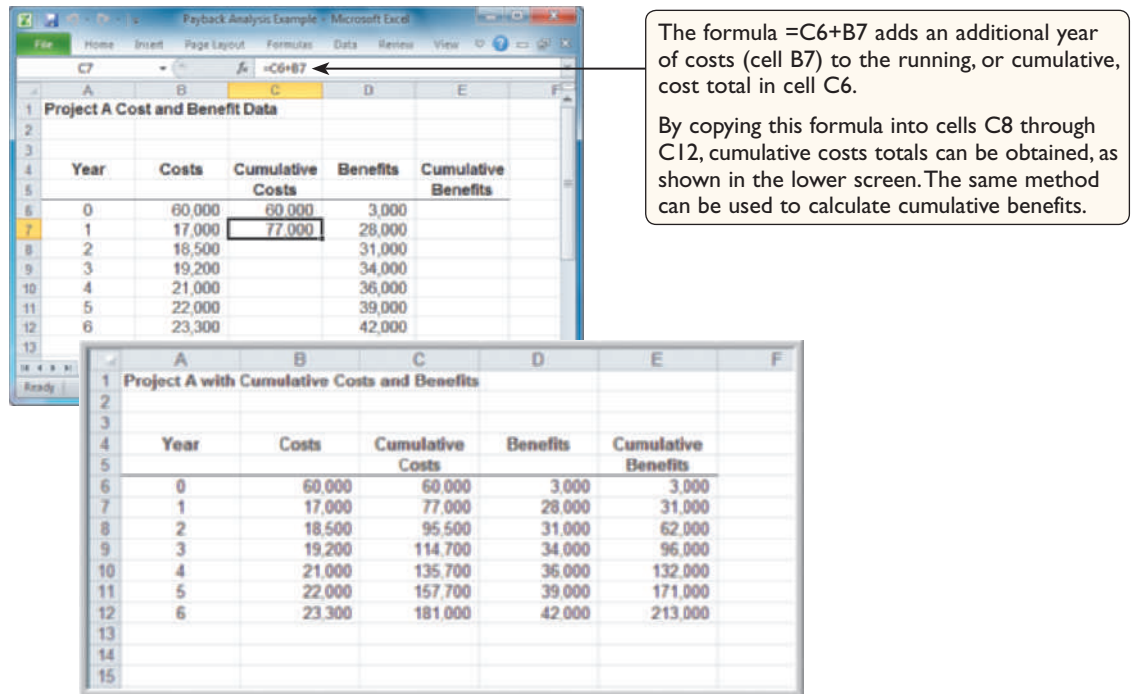 Payback Analysis Example - Microsoft Excel
File Home Insert Page Layout Formulas Data Review View
C7 fx =C6+B7
A B C D E F
1 Project A Cost and Benefit Data
2
3
4 Year Costs Cumulative Benefits Cumulative
5 Costs Benefits
6 0 60,000 60,000 3,000
7 1 17,000 77,000 28,000
8 2 18,500 31,000
9 3 19,200 34,000
10 4 21,000 36,000
11 5 22,000 39,000
12 6 23,300 42,000
13
Ready
The formula =C6+B7 adds an additional year
of costs (cell B7) to the running, or cumulative,
cost total in cell C6.
By copying this formula into cells C8 through
C12, cumulative costs totals can be obtained, as
shown in the lower screen. The same method
can be used to calculate cumulative benefits.
A B C D E F
1 Project A with Cumulative Costs and Benefits
2
3
4 Year Costs Cumulative Benefits Cumulative
5 Costs Benefits
6 0 60,000 60,000 3,000 3,000
7 1 17,000 77,000 28,000 31,000
8 2 18,500 95,500 31,000 62,000
9 3 19,200 114,700 34,000 96,000
10 4 21,000 135,700 36,000 132,000
11 5 22,000 157,700 39,000 171,000
12 6 23,300 181,000 42,000 213,000
13
14
15